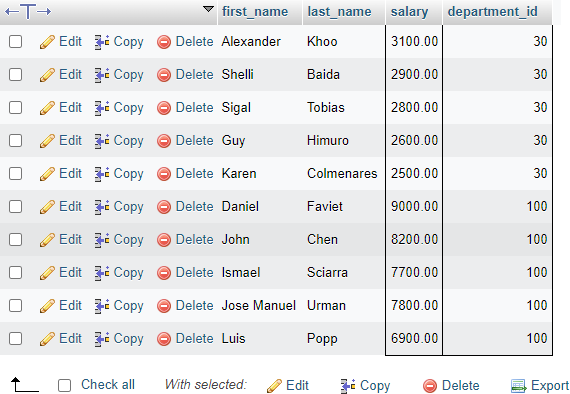 first_name last_name salary department_id
Edit Copy Delete Alexander Khoo 3100.00 30
Edit Copy Delete Shelli Baida 2900.00 30
Edit Copy Delete Sigal Tobias 2800.00 30
Edit Copy Delete Guy Himuro 2600.00 30
Edit Copy Delete Karen Colmenares 2500.00 30
Edit Copy Delete Daniel Faviet 9000.00 100
Edit Copy Delete John Chen 8200.00 100
Edit Copy Delete Ismael Sciarra 7700.00 100
Edit Copy Delete Jose Manuel Urman 7800.00 100
Edit Copy Delete Luis Popp 6900.00 100
Check all With selected: Edit Copy Delete Export